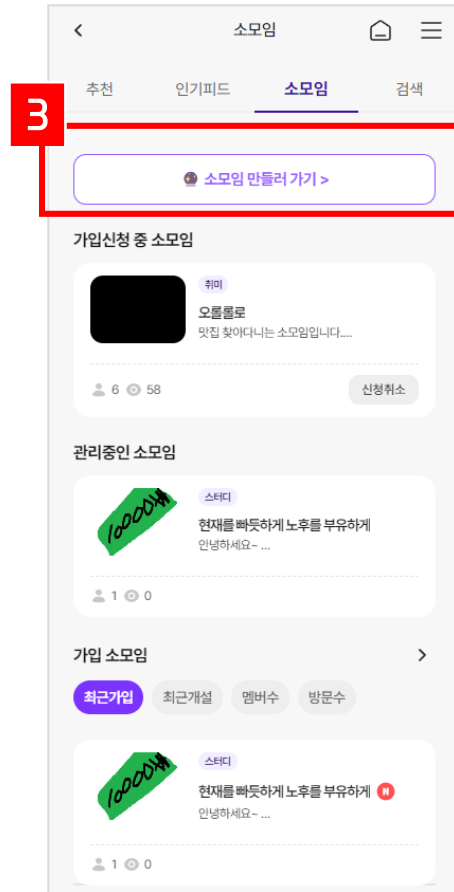 소모임
추천 인기피드 소모임 검색
3
소모임 만들러 가기 >
가입신청 중 소모임
취미
오롤롤로
맛집 찾아다니는 소모임입니다....
6 58 신청취소
관리중인 소모임
10000₩
스터디
현재를 빠듯하게 노후를 부유하게
안녕하세요~ ...
1 0
가입 소모임
최근가입 최근개설 멤버수 방문수
10000₩
스터디
현재를 빠듯하게 노후를 부유하게 N
안녕하세요~ ...
1 0